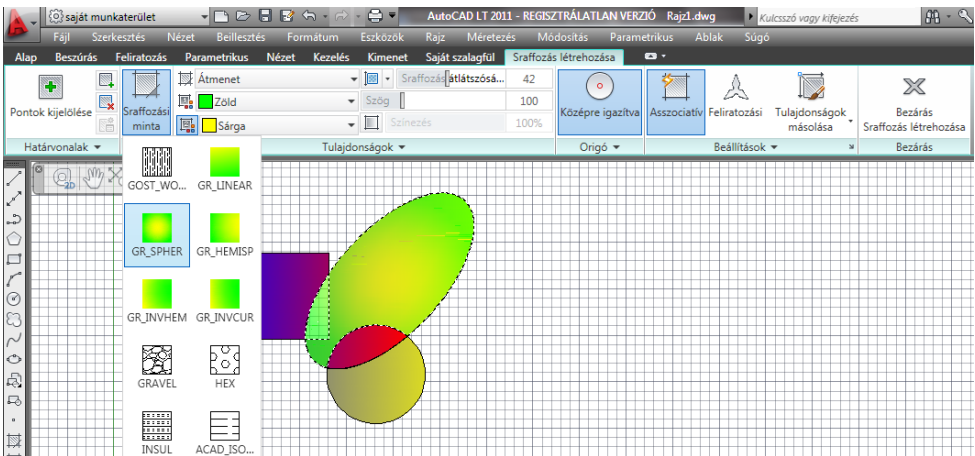 saját munkaterület AutoCAD LT 2011 - REGISZTRÁLATLAN VERZIÓ Rajz1.dwg Kulcsszó vagy kifejezés
Fájl Szerkesztés Nézet Beillesztés Formátum Eszközök Rajz Méretezés Módosítás Parametrikus Ablak Súgó
Alap Beszúrás Feliratozás Parametrikus Nézet Kezelés Kimenet Saját szalagfül Sraffozás létrehozása
Átmenet Sraffozás átlátszósá... 42
Zöld Szög 100
Pontok kijelölése Sraffozási Középre igazítva Asszociatív Feliratozási Tulajdonságok Bezárás
minta Sárga Színezés 100% másolása Sraffozás létrehozása
Határvonalak Tulajdonságok Origó Beállítások Bezárás
2D
GOST_WO... GR_LINEAR
GR_SPHER GR_HEMISP
GR_INVHEM GR_INVCUR
GRAVEL HEX
INSUL ACAD_ISO...